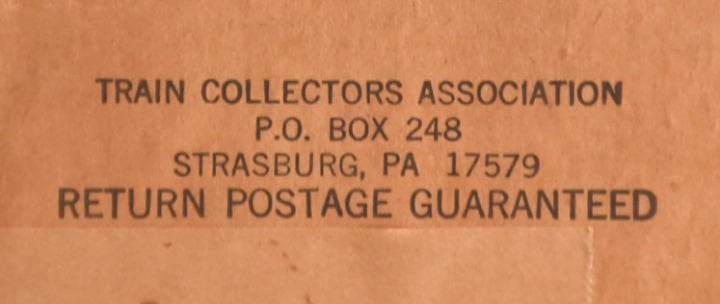 TRAIN COLLECTORS ASSOCIATION
P.O. BOX 248
STRASBURG, PA 17579
RETURN POSTAGE GUARANTEED